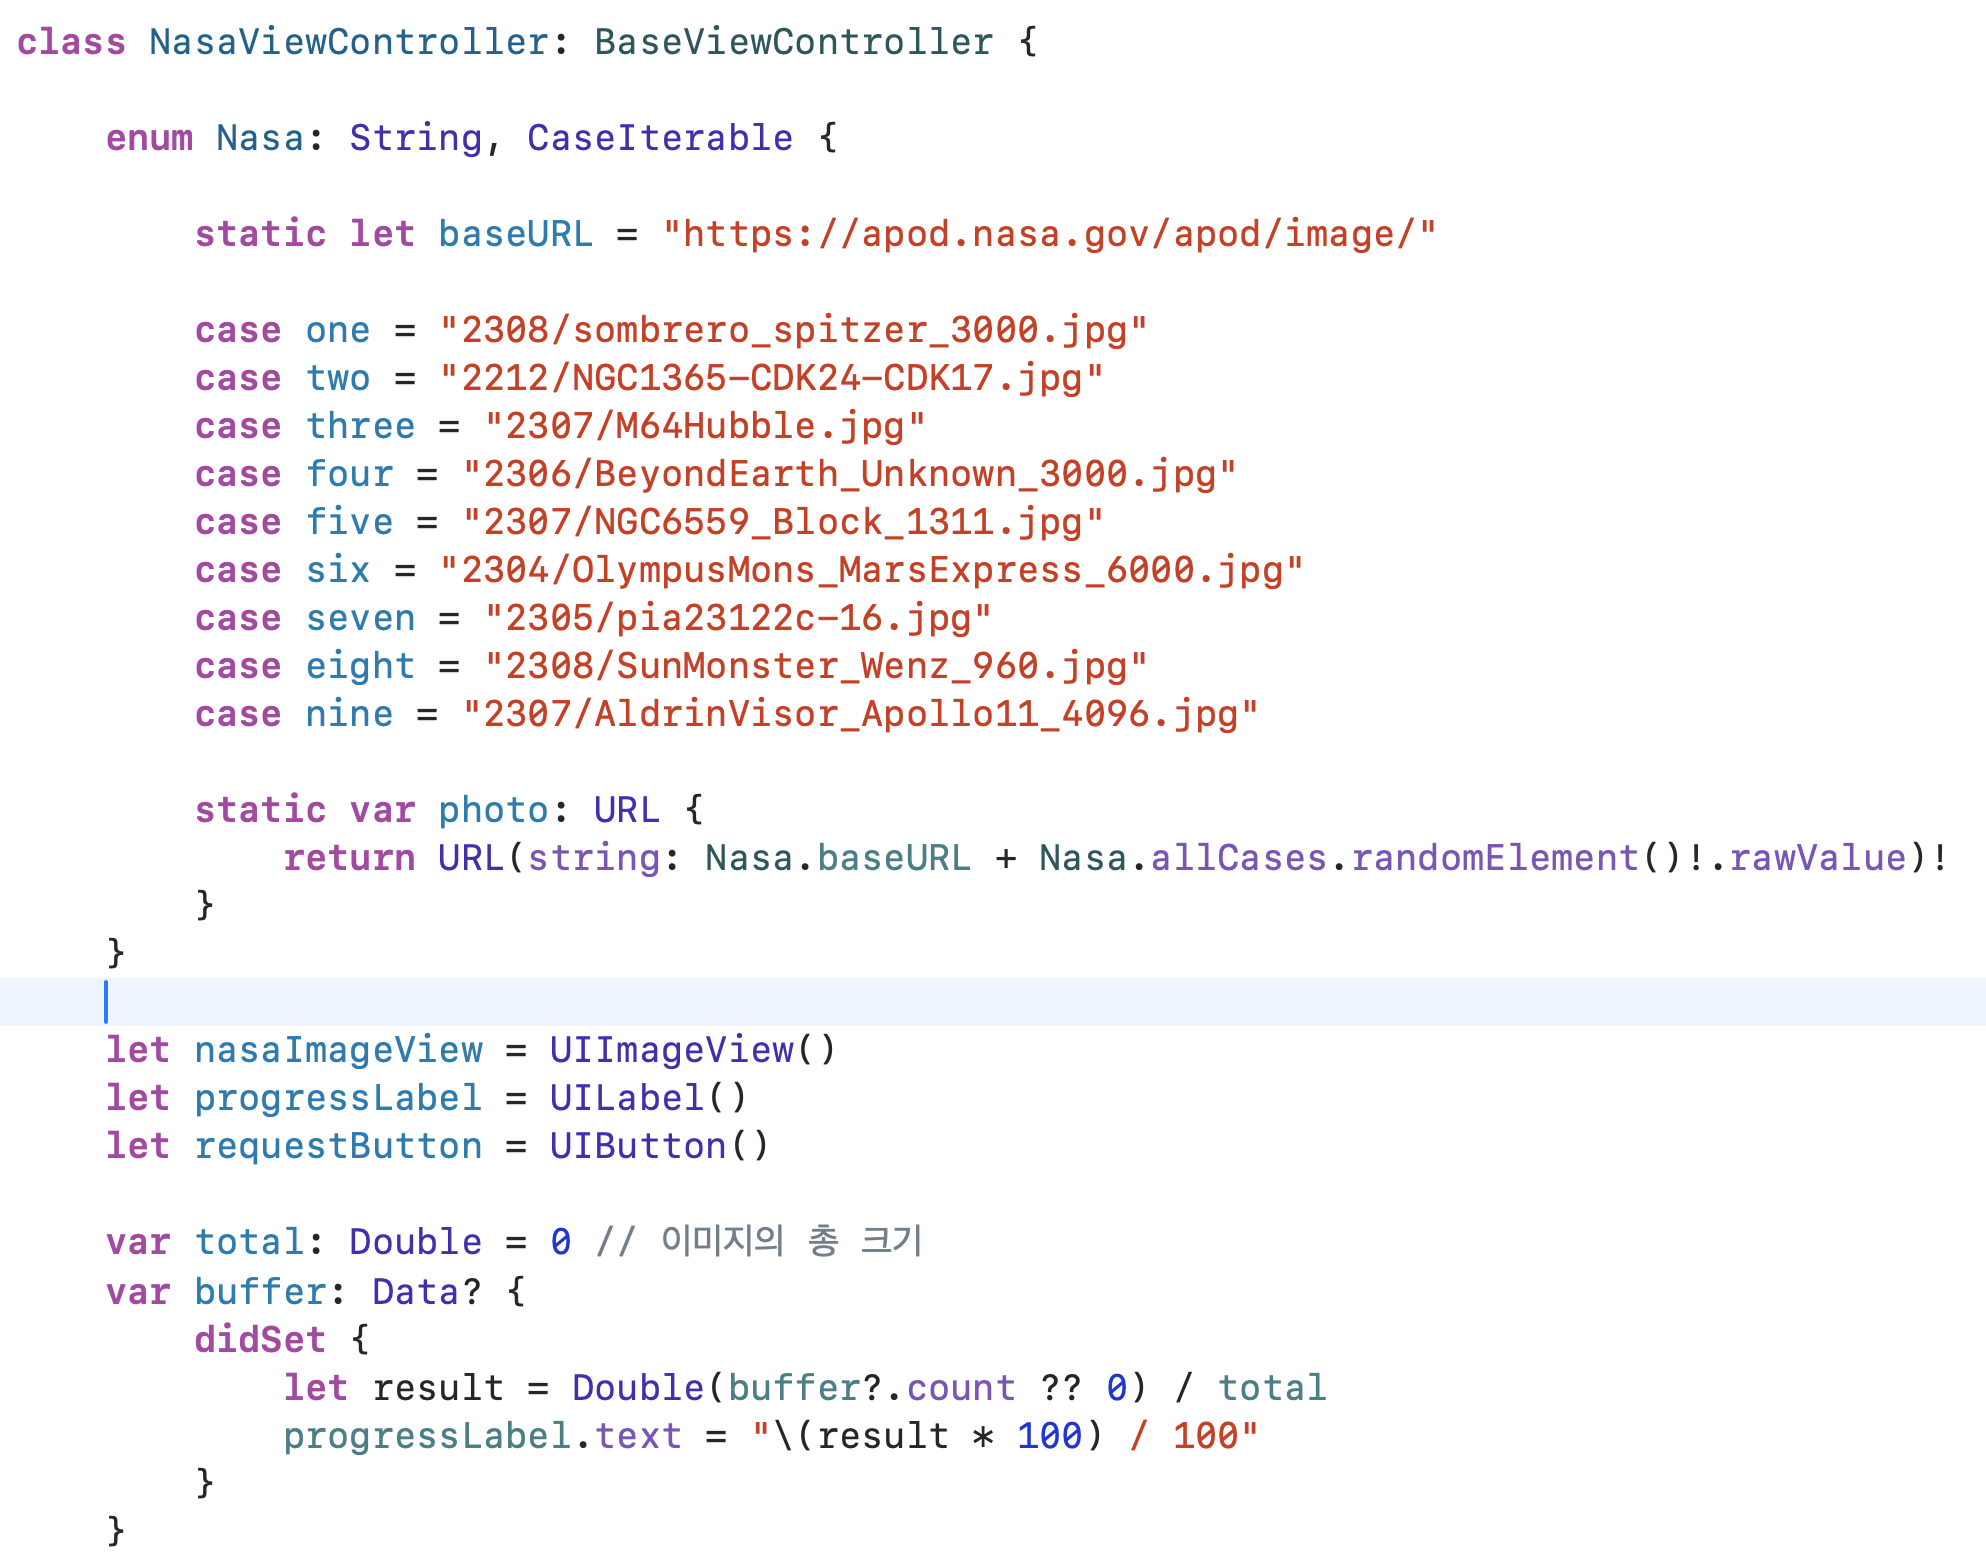 class NasaViewController: BaseViewController {
enum Nasa: String, CaseIterable {
static let baseURL = "https://apod.nasa.gov/apod/image/"
case one = "2308/sombrero_spitzer_3000.jpg"
case two = "2212/NGC1365-CDK24-CDK17.jpg"
case three = "2307/M64Hubble.jpg"
case four = "2306/BeyondEarth_Unknown_3000.jpg"
case five = "2307/NGC6559_Block_1311.jpg"
case six = "2304/OlympusMons_MarsExpress_6000.jpg"
case seven = "2305/pia23122c-16.jpg"
case eight = "2308/SunMonster_Wenz_960.jpg"
case nine = "2307/AldrinVisor_Apollo11_4096.jpg"
static var photo: URL {
return URL(string: Nasa.baseURL + Nasa.allCases.randomElement()!.rawValue)!
}
}
let nasaImageView = UIImageView()
let progressLabel = UILabel()
let requestButton = UIButton()
var total: Double = 0 // 이미지의 총 크기
var buffer: Data? {
didSet {
let result = Double(buffer?.count ?? 0) / total
progressLabel.text = "\(result * 100) / 100"
}
}